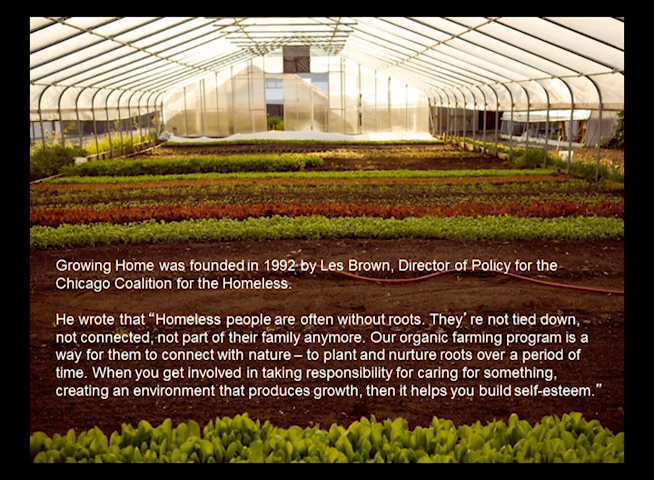 Growing Home was founded in 1992 by Les Brown, Director of Policy for the
Chicago Coalition for the Homeless.
He wrote that “Homeless people are often without roots. They’re not tied down,
not connected, not part of their family anymore. Our organic farming program is a
way for them to connect with nature – to plant and nurture roots over a period of
time. When you get involved in taking responsibility for caring for something,
creating an environment that produces growth, then it helps you build self-esteem.”